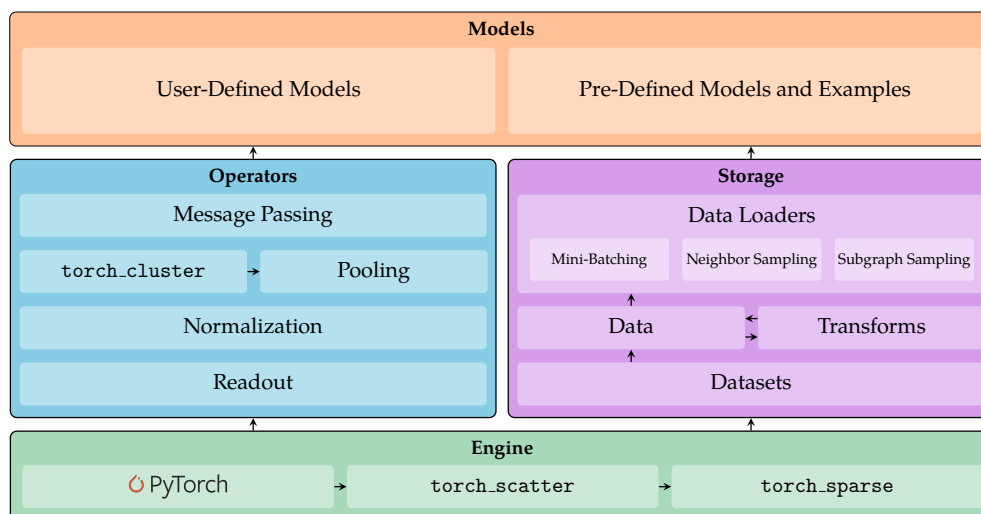 Models
User-Defined Models
Pre-Defined Models and Examples
Operators
Message Passing
torch_cluster
Pooling
Normalization
Readout
Storage
Data Loaders
Mini-Batching
Neighbor Sampling
Subgraph Sampling
Data
Transforms
Datasets
Engine
PyTorch
torch_scatter
torch_sparse